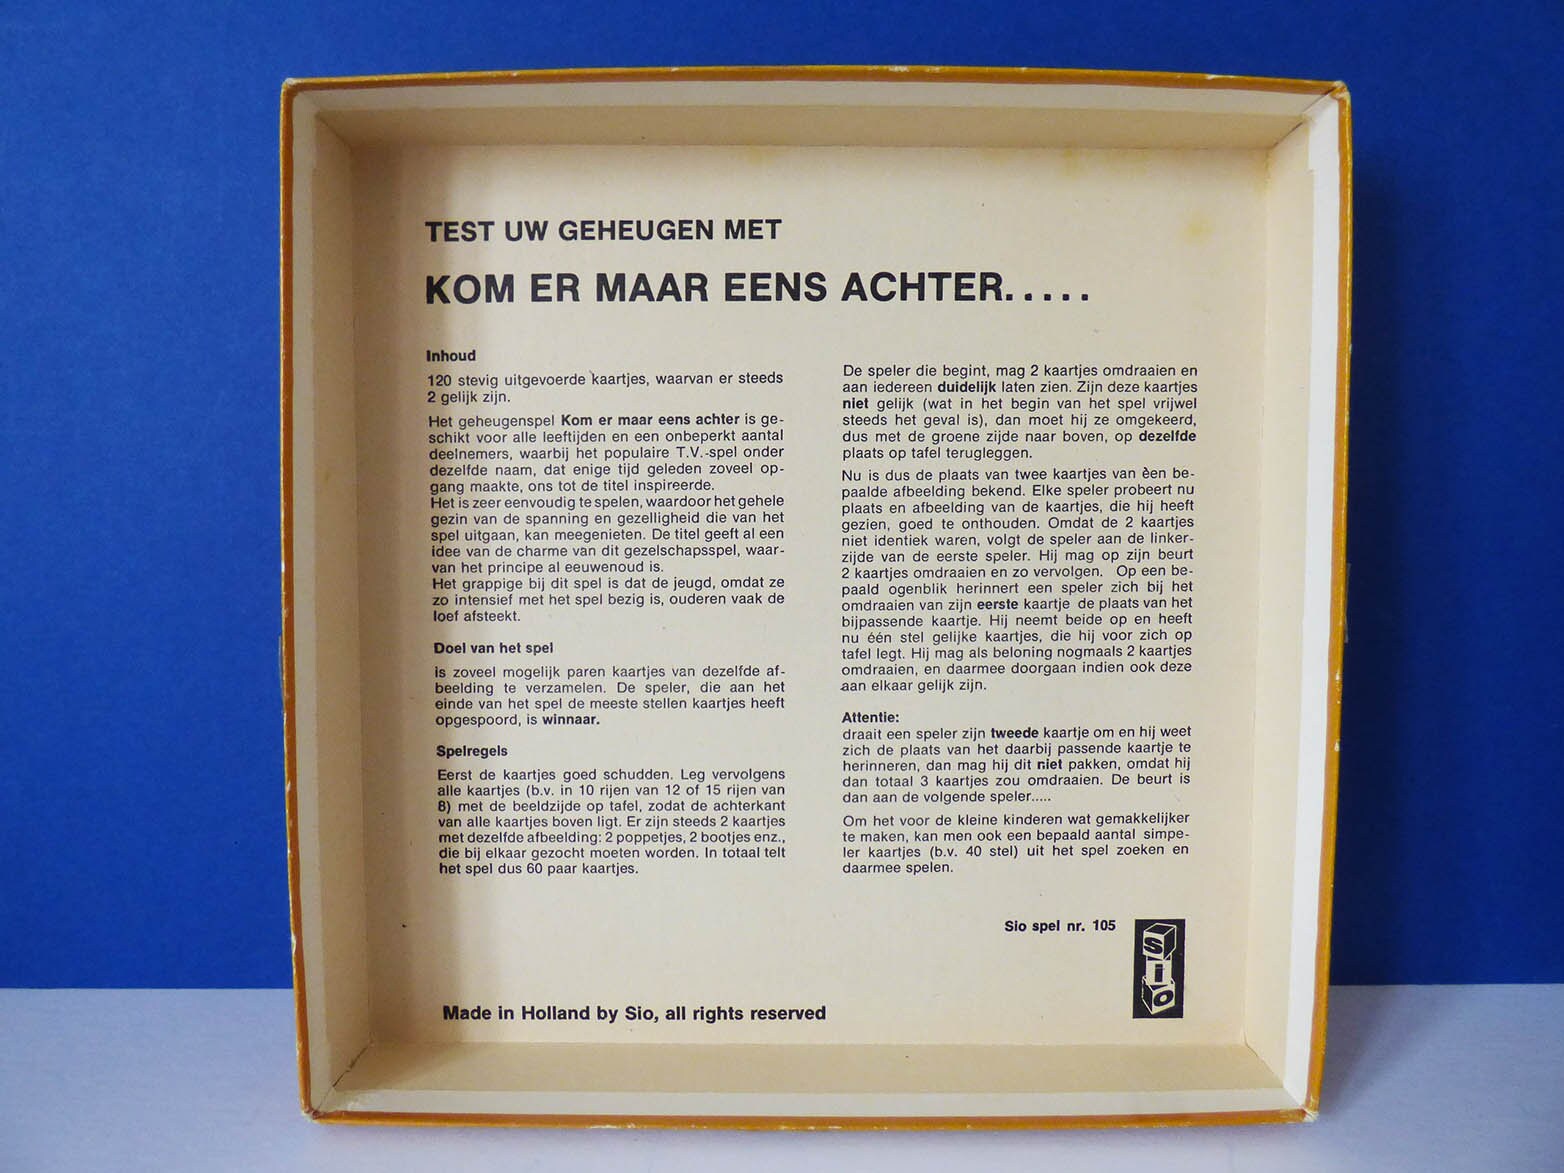 TEST UW GEHEUGEN MET
KOM ER MAAR EENS ACHTER.....
Inhoud
120 stevig uitgevoerde kaartjes, waarvan er steeds
2 gelijk zijn.
Het geheugenspel Kom er maar eens achter is ge-
schikt voor alle leeftijden en een onbeperkt aantal
deelnemers, waarbij het populaire T.V.-spel onder
dezelfde naam, dat enige tijd geleden zoveel op-
gang maakte, ons tot de titel inspireerde.
Het is zeer eenvoudig te spelen, waardoor het gehele
gezin van de spanning en gezelligheid die van het
spel uitgaan, kan meegenieten. De titel geeft al een
idee van de charme van dit gezelschapsspel, waar-
van het principe al eeuwenoud is.
Het grappige bij dit spel is dat de jeugd, omdat ze
zo intensief met het spel bezig is, ouderen vaak de
loef afsteekt.
Doel van het spel
is zoveel mogelijk paren kaartjes van dezelfde af-
beelding te verzamelen. De speler, die aan het
einde van het spel de meeste stellen kaartjes heeft
opgespoord, is winnaar.
Spelregels
Eerst de kaartjes goed schudden. Leg vervolgens
alle kaartjes (b.v. in 10 rijen van 12 of 15 rijen van
8) met de beeldzijde op tafel, zodat de achterkant
van alle kaartjes boven ligt. Er zijn steeds 2 kaartjes
met dezelfde afbeelding: 2 poppetjes, 2 bootjes enz.,
die bij elkaar gezocht moeten worden. In totaal telt
het spel dus 60 paar kaartjes.
De speler die begint, mag 2 kaartjes omdraaien en
aan iedereen duidelijk laten zien. Zijn deze kaartjes
niet gelijk (wat in het begin van het spel vrijwel
steeds het geval is), dan moet hij ze omgekeerd,
dus met de groene zijde naar boven, op dezelfde
plaats op tafel terugleggen.
Nu is dus de plaats van twee kaartjes van èen be-
paalde afbeelding bekend. Elke speler probeert nu
plaats en afbeelding van de kaartjes, die hij heeft
gezien, goed te onthouden. Omdat de 2 kaartjes
niet identiek waren, volgt de speler aan de linker-
zijde van de eerste speler. Hij mag op zijn beurt
2 kaartjes omdraaien en zo vervolgen. Op een be-
paald ogenblik herinnert een speler zich bij het
omdraaien van zijn eerste kaartje de plaats van het
bijpassende kaartje. Hij neemt beide op en heeft
nu één stel gelijke kaartjes, die hij voor zich op
tafel legt. Hij mag als beloning nogmaals 2 kaartjes
omdraaien, en daarmee doorgaan indien ook deze
aan elkaar gelijk zijn.
Attentie:
draait een speler zijn tweede kaartje om en hij weet
zich de plaats van het daarbij passende kaartje te
herinneren, dan mag hij dit niet pakken, omdat hij
dan totaal 3 kaartjes zou omdraaien. De beurt is
dan aan de volgende speler.....
Om het voor de kleine kinderen wat gemakkelijker
te maken, kan men ook een bepaald aantal simpe-
ler kaartjes (b.v. 40 stel) uit het spel zoeken en
daarmee spelen.
Sio spel nr. 105
SiO
Made in Holland by Sio, all rights reserved